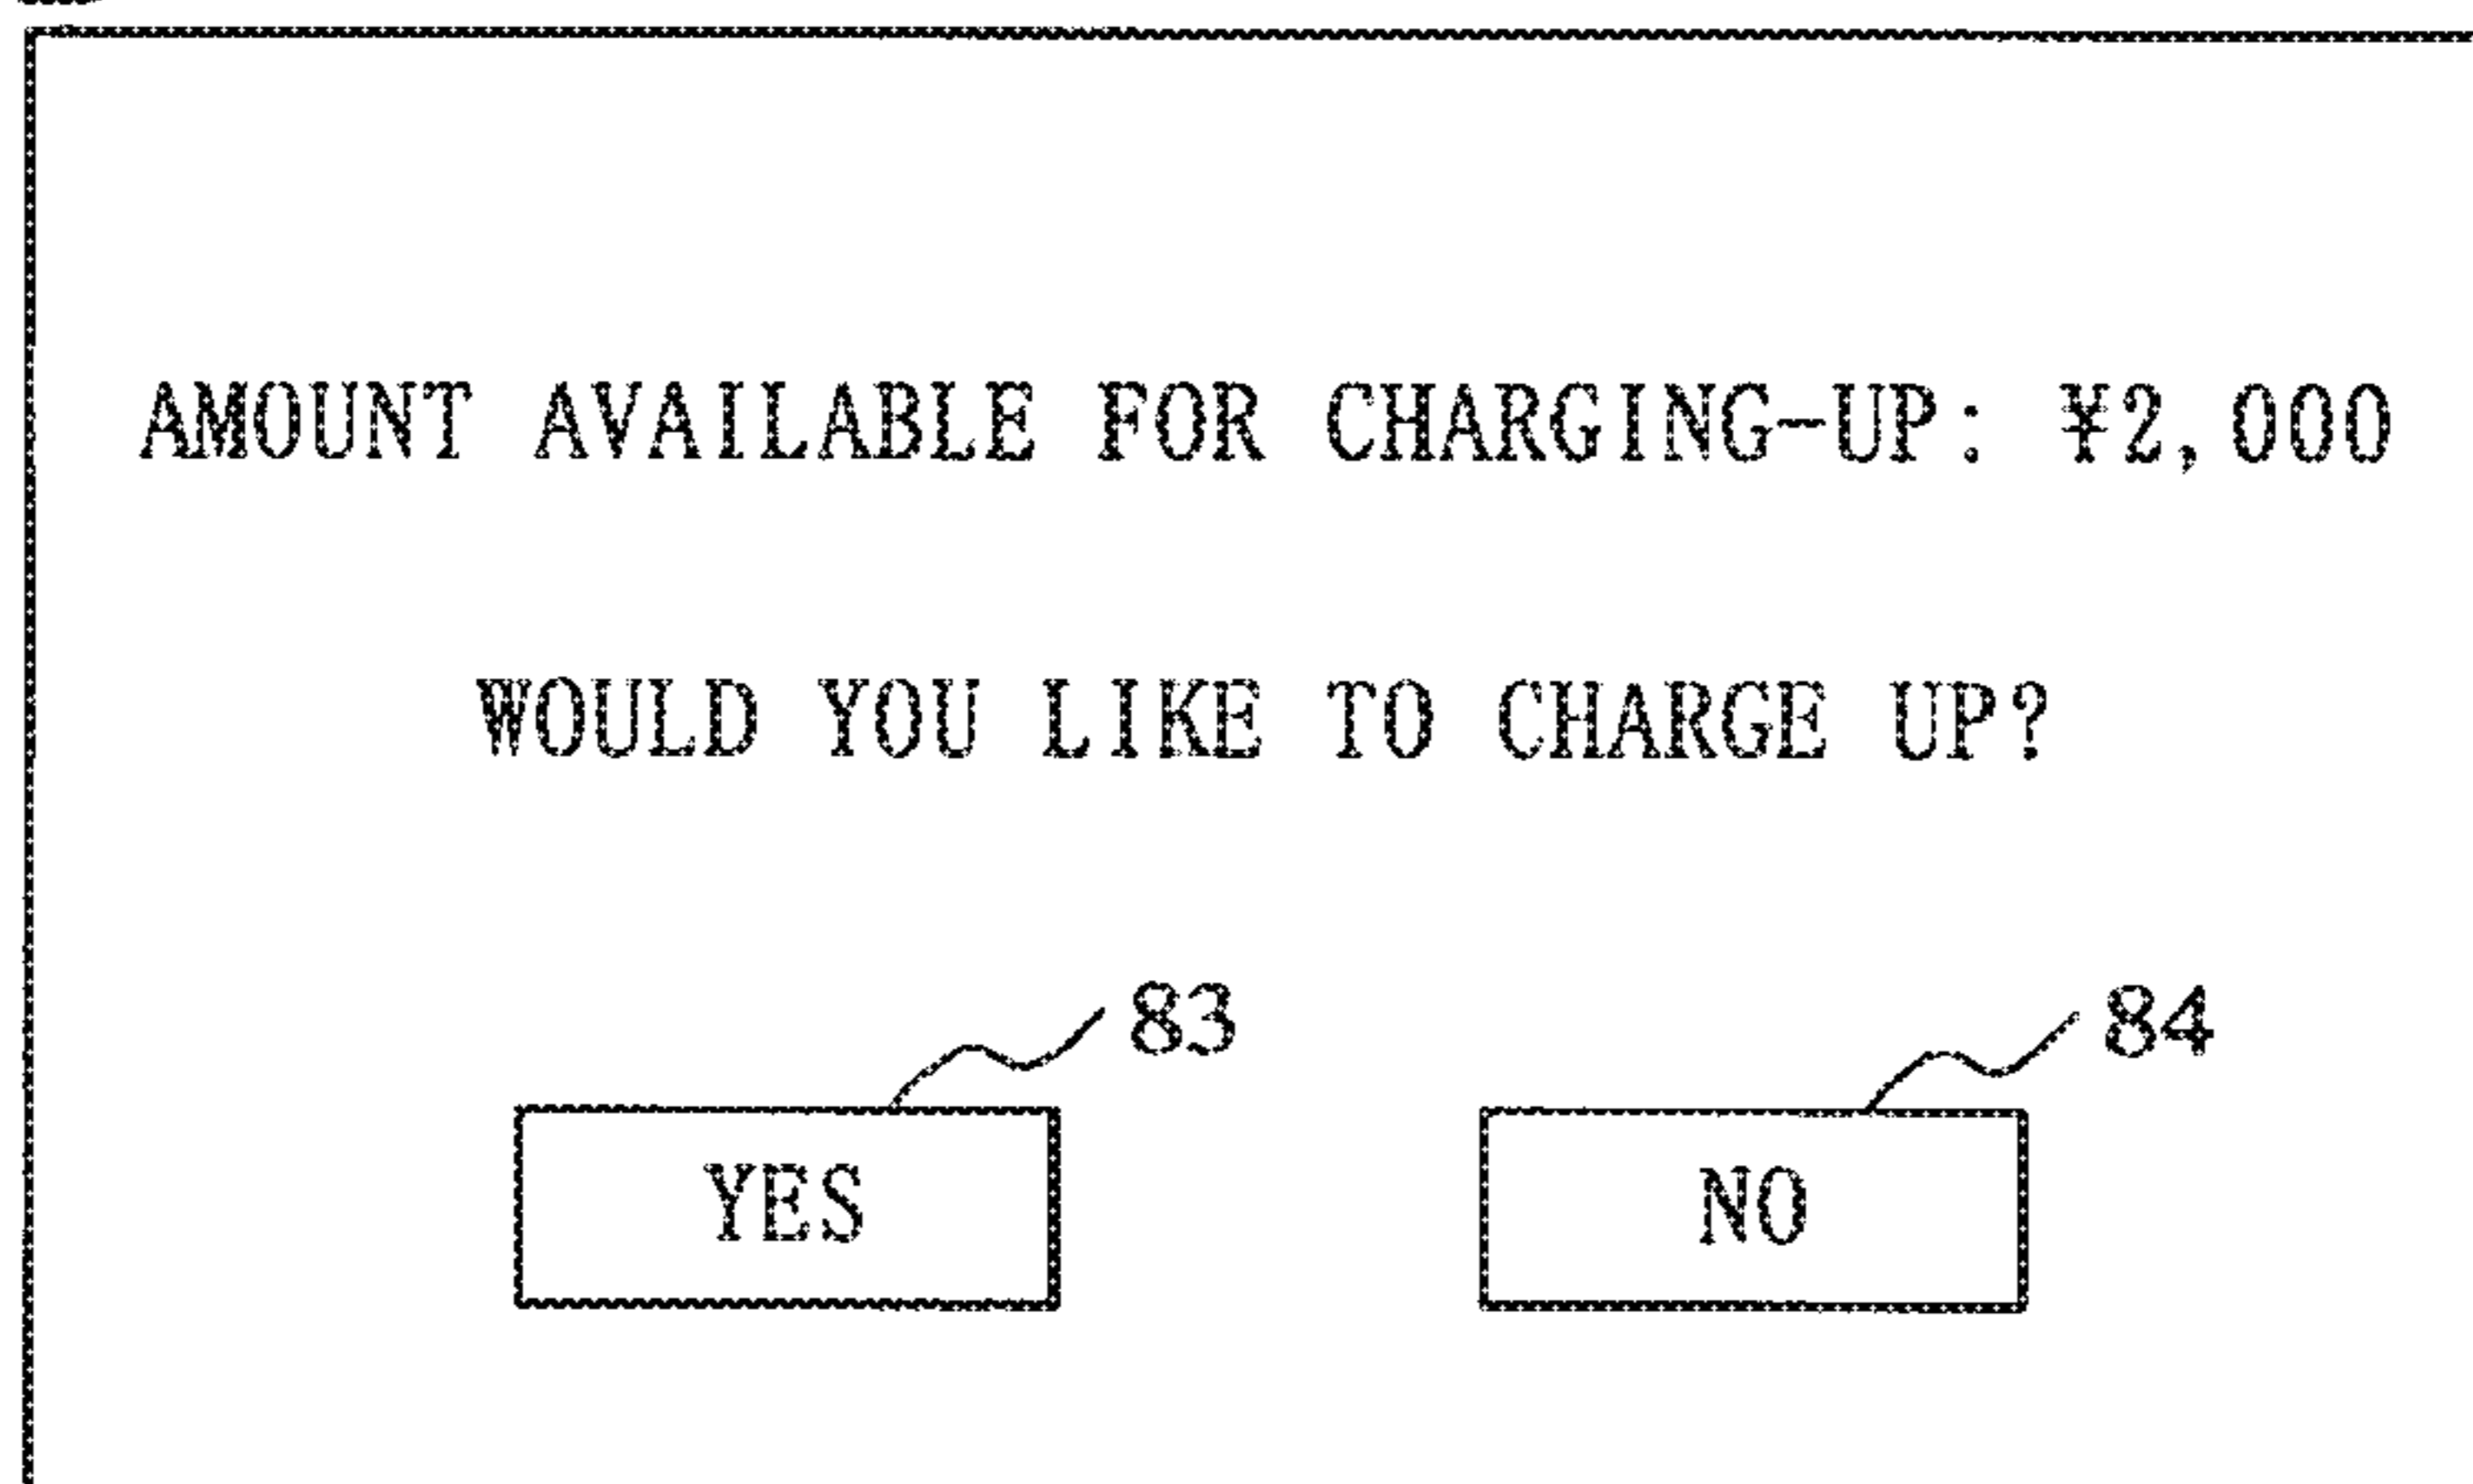 AMOUNT AVAILABLE FOR CHARGING-UP: ¥2,000
WOULD YOU LIKE TO CHARGE UP?
83 84
YES NO